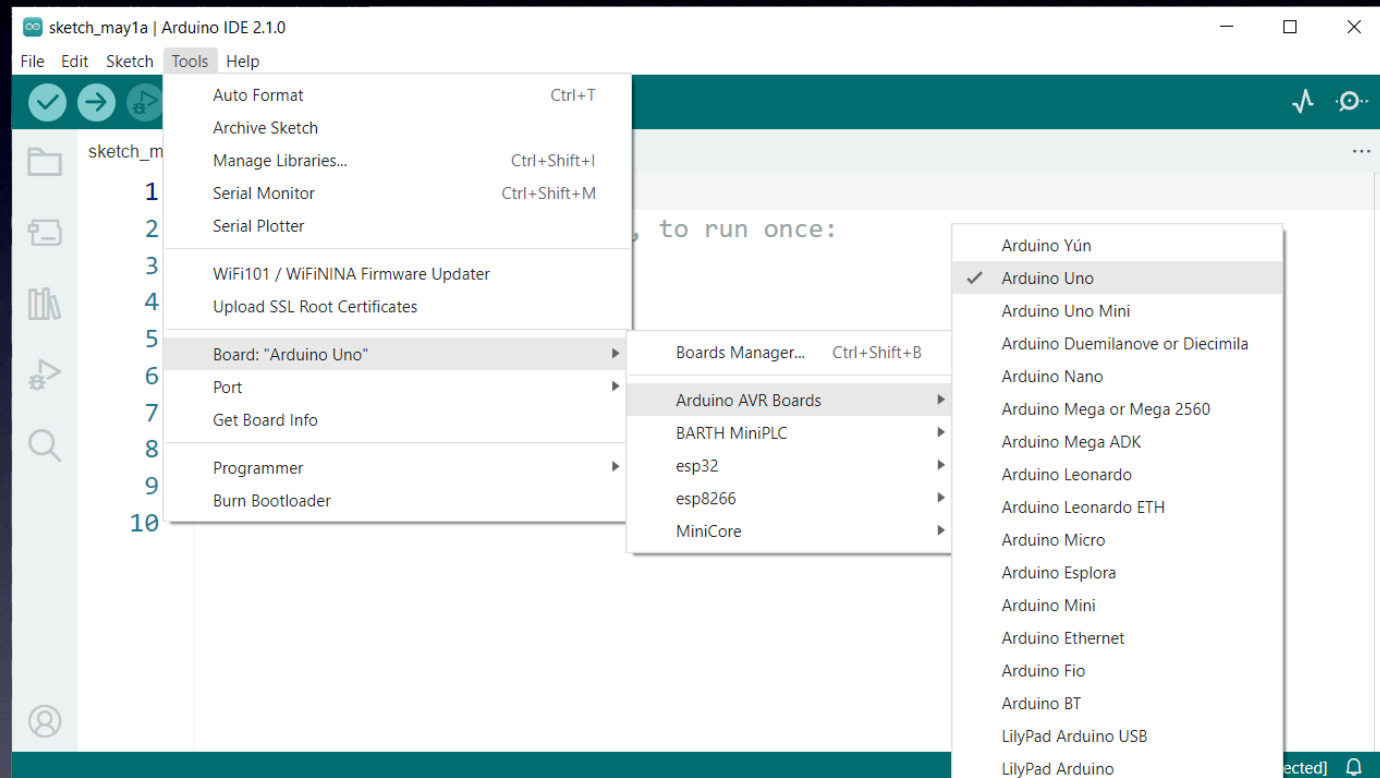 sketch_may1a | Arduino IDE 2.1.0
File Edit Sketch Tools Help
Auto Format Ctrl+T
Archive Sketch
Manage Libraries... Ctrl+Shift+I
Serial Monitor Ctrl+Shift+M
Serial Plotter
WiFi101 / WiFiNINA Firmware Updater
Upload SSL Root Certificates
Board: "Arduino Uno"
Port
Get Board Info
Programmer
Burn Bootloader
Boards Manager... Ctrl+Shift+B
Arduino AVR Boards
BARTH MiniPLC
esp32
esp8266
MiniCore
Arduino Yún
Arduino Uno
Arduino Uno Mini
Arduino Duemilanove or Diecimila
Arduino Nano
Arduino Mega or Mega 2560
Arduino Mega ADK
Arduino Leonardo
Arduino Leonardo ETH
Arduino Micro
Arduino Esplora
Arduino Mini
Arduino Ethernet
Arduino Fio
Arduino BT
LilyPad Arduino USB
LilyPad Arduino
sketch_m
...
1
2 , to run once:
3
4
5
6
7
8
9
10
ected]